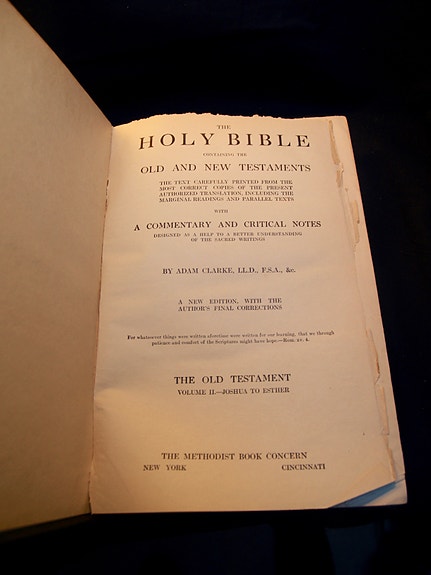 THE
HOLY BIBLE
CONTAINING THE
OLD AND NEW TESTAMENTS
THE TEXT CAREFULLY PRINTED FROM THE
MOST CORRECT COPIES OF THE PRESENT
AUTHORIZED TRANSLATION, INCLUDING THE
MARGINAL READINGS AND PARALLEL TEXTS
WITH
A COMMENTARY AND CRITICAL NOTES
DESIGNED AS A HELP TO A BETTER UNDERSTANDING
OF THE SACRED WRITINGS
BY ADAM CLARKE, LL.D., F.S.A., &c.
A NEW EDITION, WITH THE
AUTHOR'S FINAL CORRECTIONS
For whatsoever things were written aforetime were written for our learning, that we through
patience and comfort of the Scriptures might have hope.—Rom. xv. 4.
THE OLD TESTAMENT
VOLUME II.—JOSHUA TO ESTHER
THE METHODIST BOOK CONCERN
NEW YORK CINCINNATI